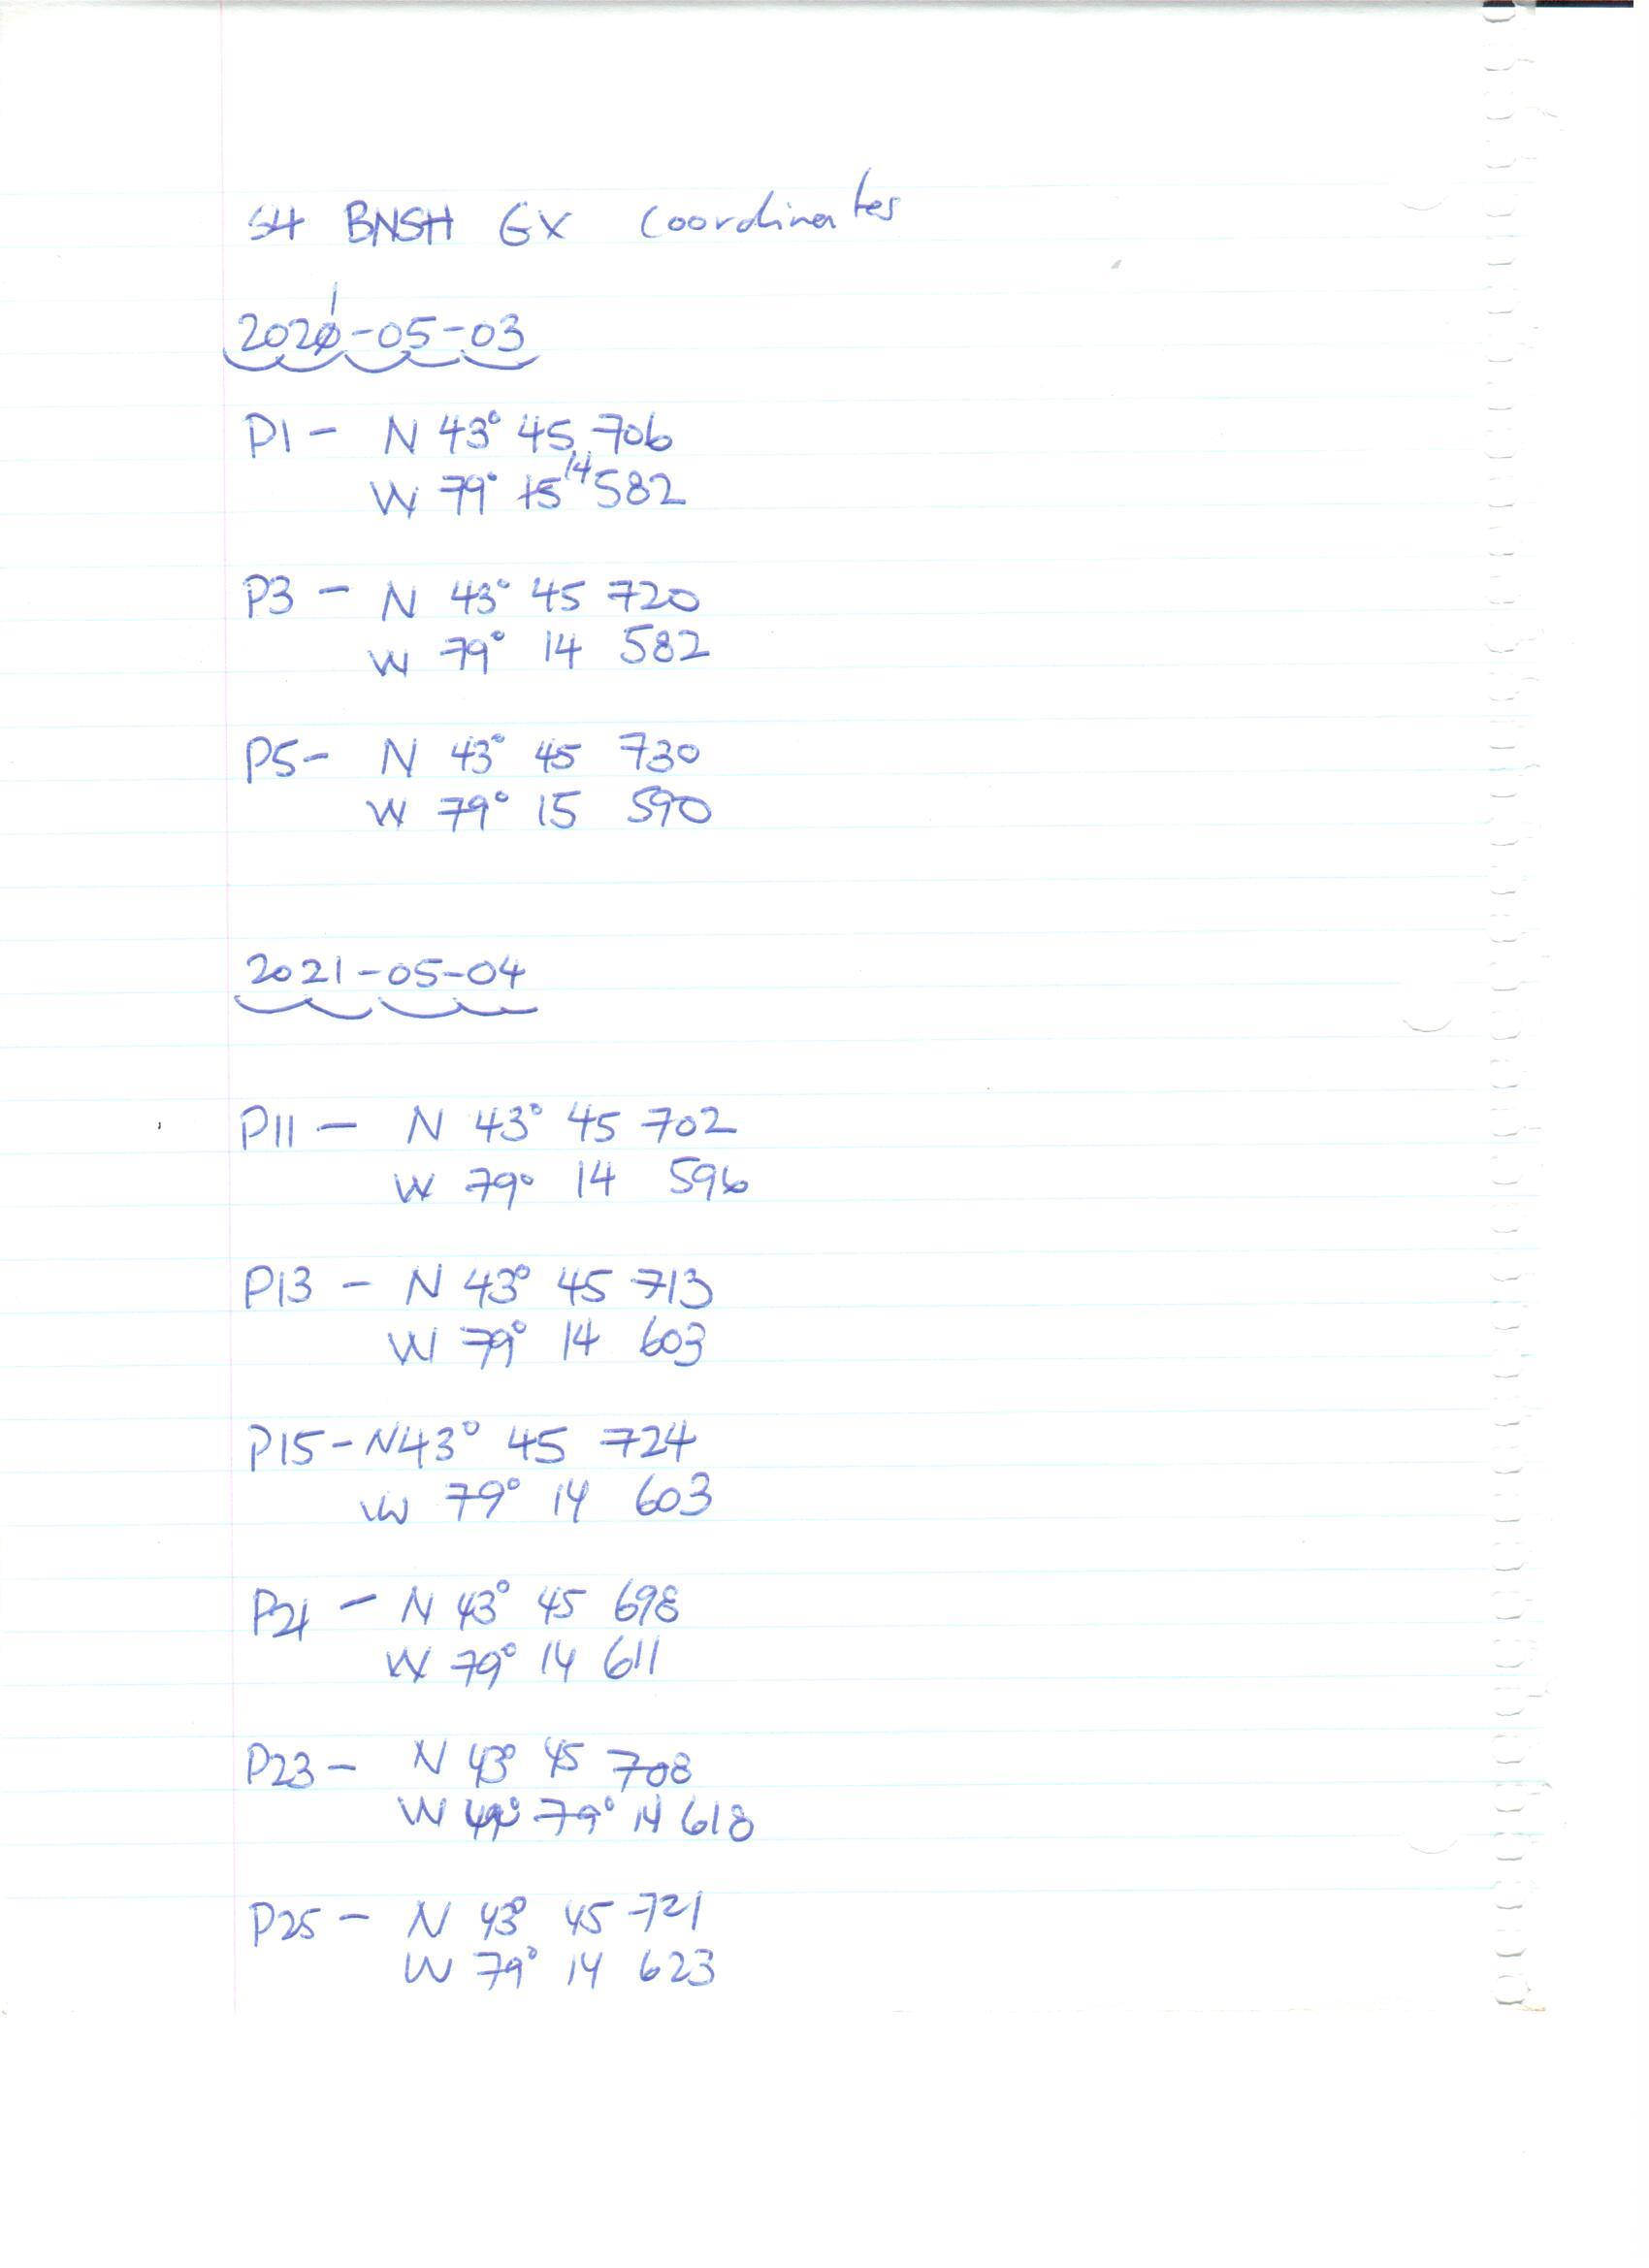 S4 BNSH GX Coordinates
2021-05-03
P1 - N 43° 45 706
W 79° 14 582
P3 - N 43° 45 720
W 79° 14 582
P5 - N 43° 45 730
W 79° 15 590
2021-05-04
P11 - N 43° 45 702
W 79° 14 596
P13 - N 43° 45 713
W 79° 14 603
P15 - N43° 45 724
W 79° 14 603
P21 - N 43° 45 698
W 79° 14 611
P23 - N 43° 45 708
W 79° 14 618
P25 - N 43° 45 721
W 79° 14 623